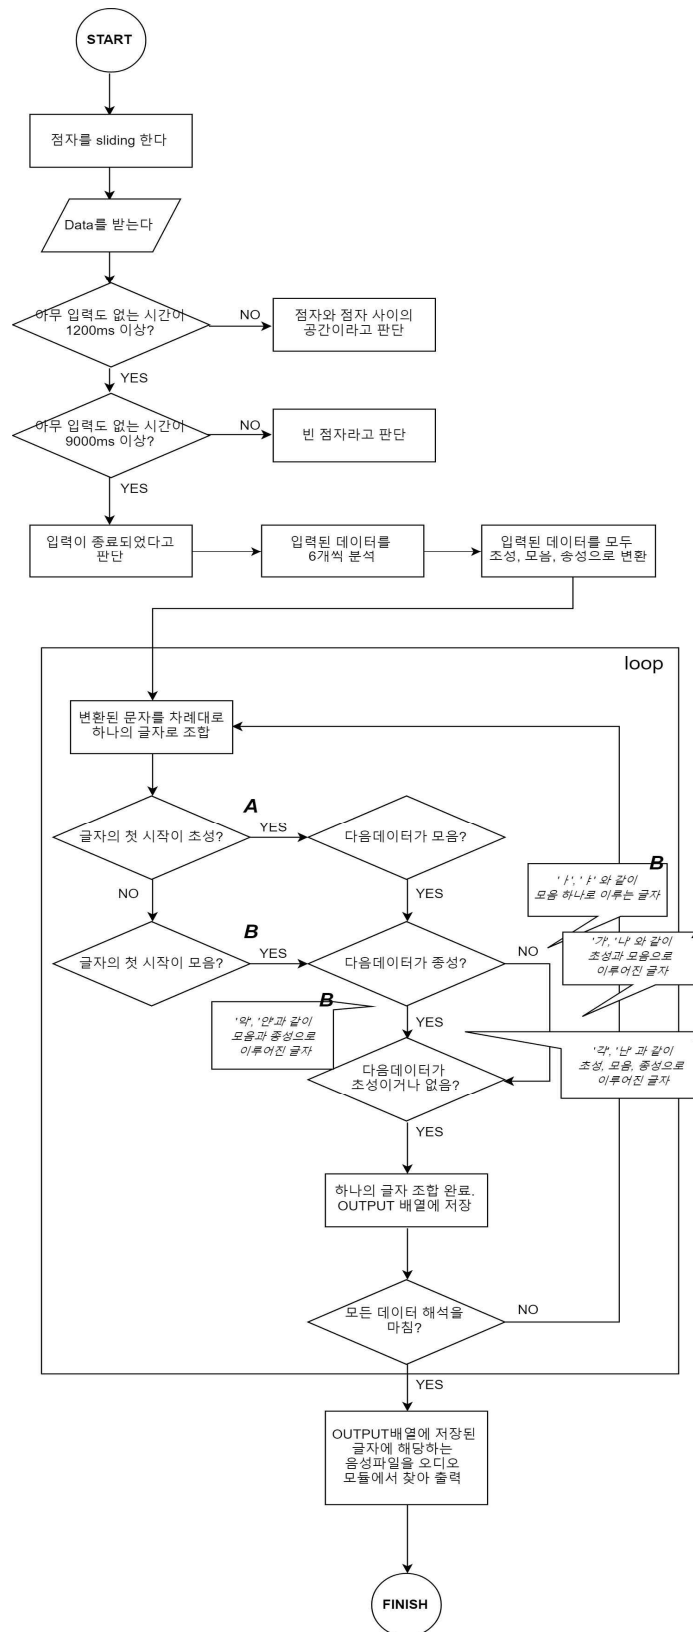 START
점자를 sliding 한다
Data를 받는다
아무 입력도 없는 시간이
1200ms 이상?
NO
점자와 점자 사이의
공간이라고 판단
YES
아무 입력도 없는 시간이
9000ms 이상?
NO
빈 점자라고 판단
YES
입력이 종료되었다고
판단
입력된 데이터를
6개씩 분석
입력된 데이터를 모두
조성, 모음, 송성으로 변환
loop
변환된 문자를 차례대로
하나의 글자로 조합
글자의 첫 시작이 초성?
A
YES
다음데이터가 모음?
NO
YES
B
'ㅏ', 'ㅑ' 와 같이
모음 하나로 이루는 글자
글자의 첫 시작이 모음?
B
YES
다음데이터가 종성?
NO
'가', '나' 와 같이
초성과 모음으로
이루어진 글자
B
'악', '안'과 같이
모음과 종성으로
이루어진 글자
YES
다음데이터가
초성이거나 없음?
'각', '난' 과 같이
초성, 모음, 종성으로
이루어진 글자
YES
하나의 글자 조합 완료.
OUTPUT 배열에 저장
모든 데이터 해석을
마침?
NO
YES
OUTPUT배열에 저장된
글자에 해당하는
음성파일을 오디오
모듈에서 찾아 출력
FINISH